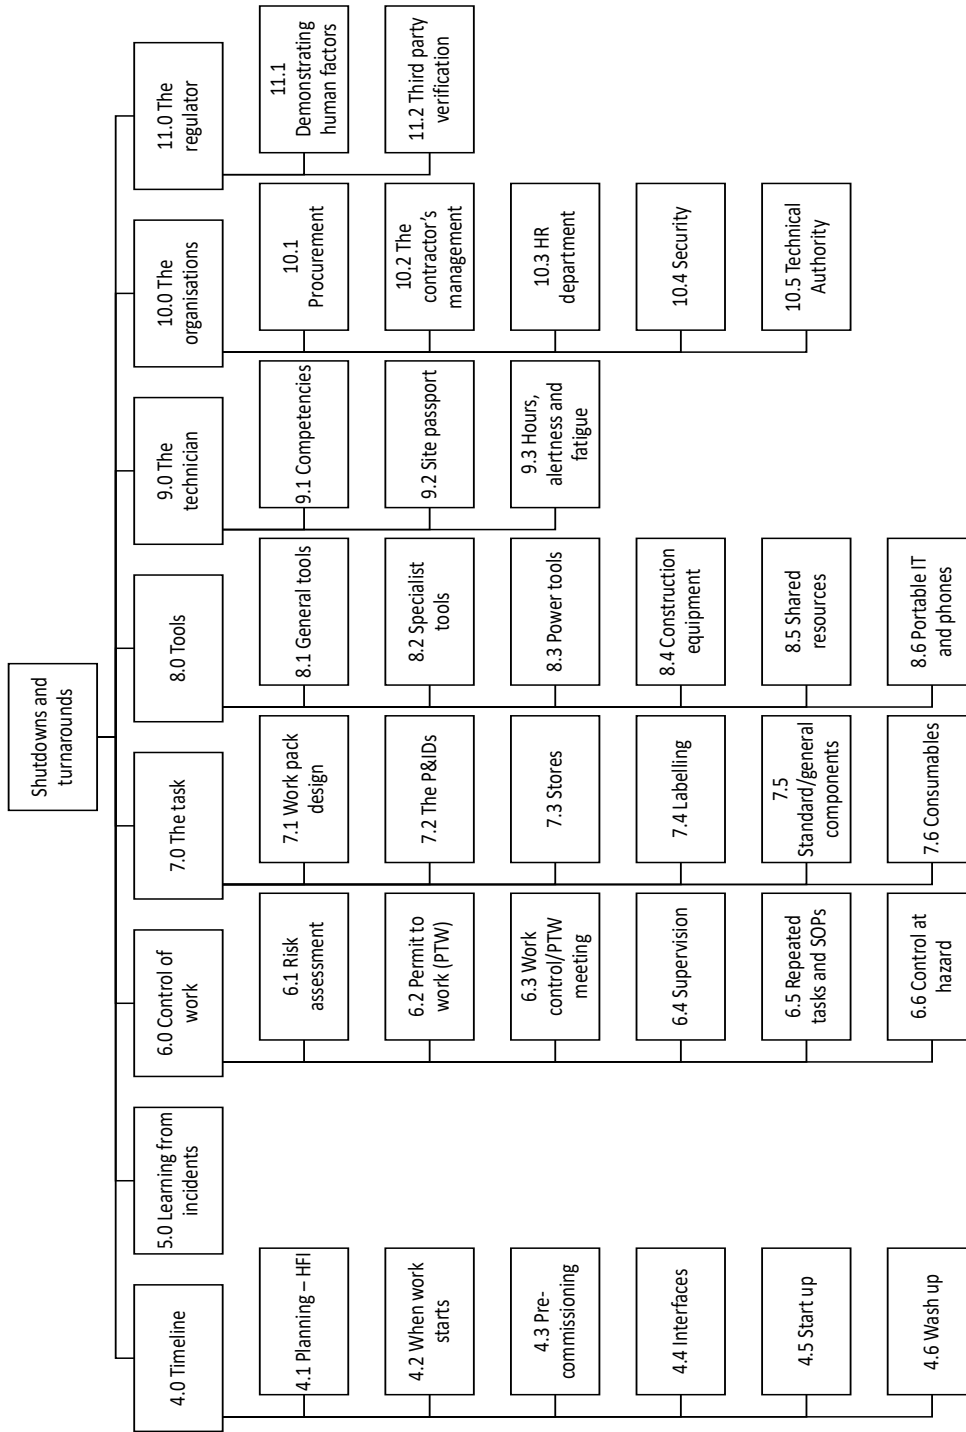 Shutdowns and
turnarounds
4.0 Timeline
4.1 Planning – HFI
4.2 When work
starts
4.3 Pre-
commissioning
4.4 Interfaces
4.5 Start up
4.6 Wash up
5.0 Learning from
incidents
6.0 Control of
work
6.1 Risk
assessment
6.2 Permit to
work (PTW)
6.3 Work
control/PTW
meeting
6.4 Supervision
6.5 Repeated
tasks and SOPs
6.6 Control at
hazard
7.0 The task
7.1 Work pack
design
7.2 The P&IDs
7.3 Stores
7.4 Labelling
7.5
Standard/general
components
7.6 Consumables
8.0 Tools
8.1 General tools
8.2 Specialist
tools
8.3 Power tools
8.4 Construction
equipment
8.5 Shared
resources
8.6 Portable IT
and phones
9.0 The
technician
9.1 Competencies
9.2 Site passport
9.3 Hours,
alertness and
fatigue
10.0 The
organisations
10.1
Procurement
10.2 The
contractor's
management
10.3 HR
department
10.4 Security
10.5 Technical
Authority
11.0 The
regulator
11.1
Demonstrating
human factors
11.2 Third party
verification